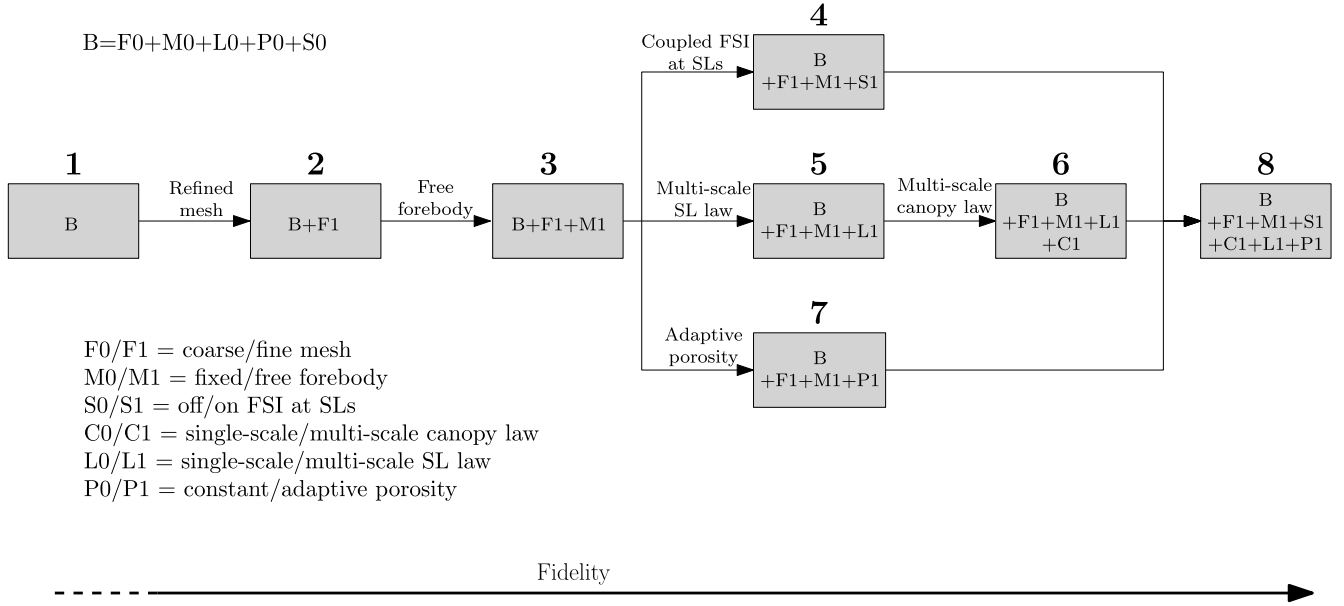 B=F0+M0+L0+P0+S0
1
B
Refined
mesh
2
B+F1
Free
forebody
3
B+F1+M1
Coupled FSI
at SLs
4
B
+F1+M1+S1
Multi-scale
SL law
5
B
+F1+M1+L1
Multi-scale
canopy law
6
B
+F1+M1+L1
+C1
Adaptive
porosity
7
B
+F1+M1+P1
8
B
+F1+M1+S1
+C1+L1+P1
F0/F1 = coarse/fine mesh
M0/M1 = fixed/free forebody
S0/S1 = off/on FSI at SLs
C0/C1 = single-scale/multi-scale canopy law
L0/L1 = single-scale/multi-scale SL law
P0/P1 = constant/adaptive porosity
Fidelity